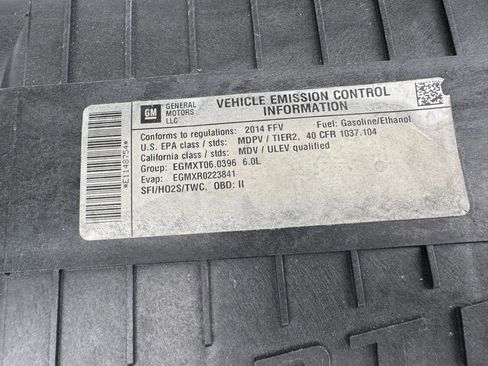 GM
GENERAL
MOTORS
LLC
VEHICLE EMISSION CONTROL
INFORMATION
Conforms to regulations: 2014 FFV Fuel: Gasoline/Ethanol
U.S. EPA class / stds: MDPV / TIER2, 40 CFR 1037.104
California class / stds: MDV / ULEV qualified
Group: EGMXT06.0396 6.0L
Evap: EGMXR0223841
SFI/HO2S/TWC. OBD: II
*E1148754*